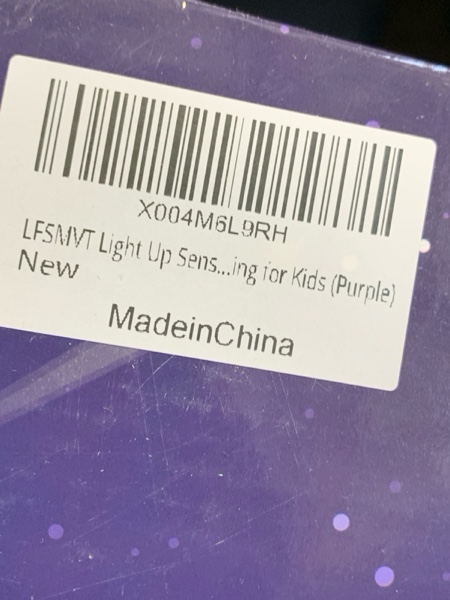 X004M6L9RH
LFSMVT Light Up Sens...ing for Kids (Purple)
New
MadeinChina